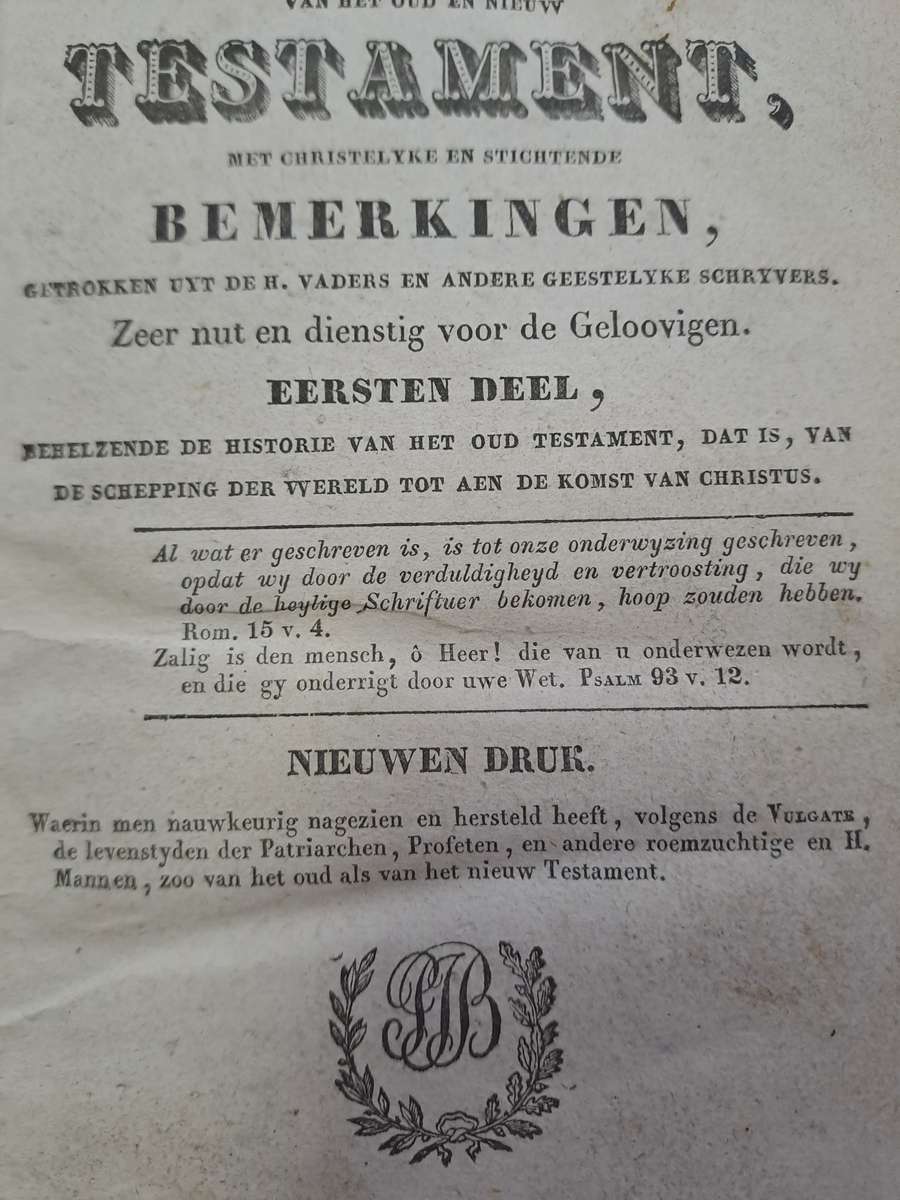 VAN HET OUD EN NIEUW
TESTAMENT,
MET CHRISTELYKE EN STICHTENDE
BEMERKINGEN,
GETROKKEN UYT DE H. VADERS EN ANDERE GEESTELYKE SCHRYVERS.
Zeer nut en dienstig voor de Geloovigen.
EERSTEN DEEL,
BEHELZENDE DE HISTORIE VAN HET OUD TESTAMENT, DAT IS, VAN
DE SCHEPPING DER WERELD TOT AEN DE KOMST VAN CHRISTUS.
Al wat er geschreven is, is tot onze onderwyzing geschreven,
opdat wy door de verduldigheyd en vertroosting, die wy
door de heylige Schriftuer bekomen, hoop zouden hebben.
Rom. 15 v. 4.
Zalig is den mensch, ô Heer! die van u onderwezen wordt,
en die gy onderrigt door uwe Wet. PSALM 93 v. 12.
NIEUWEN DRUK.
Waerin men nauwkeurig nagezien en hersteld heeft, volgens de VULGATE,
de levenstyden der Patriarchen, Profeten, en andere roemzuchtige en H.
Mannen, zoo van het oud als van het nieuw Testament.
PJB